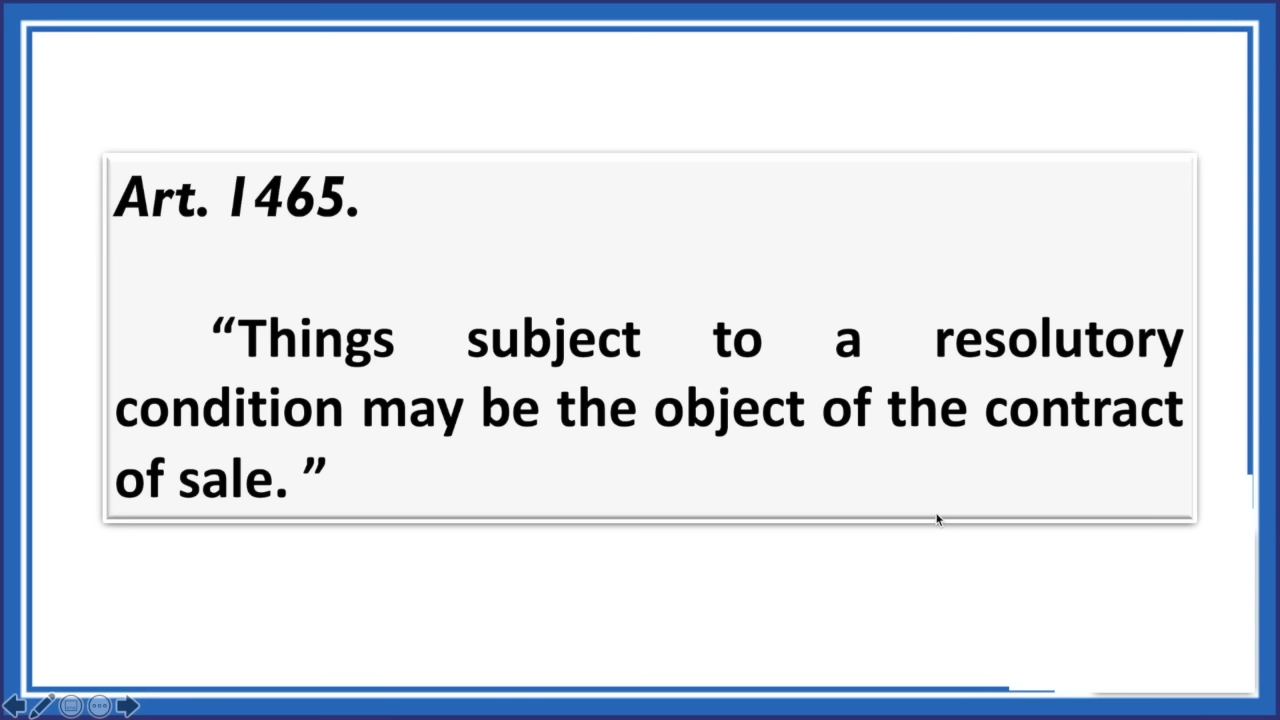 Art. 1465.
“Things subject to a resolutory
condition may be the object of the contract
of sale. ”